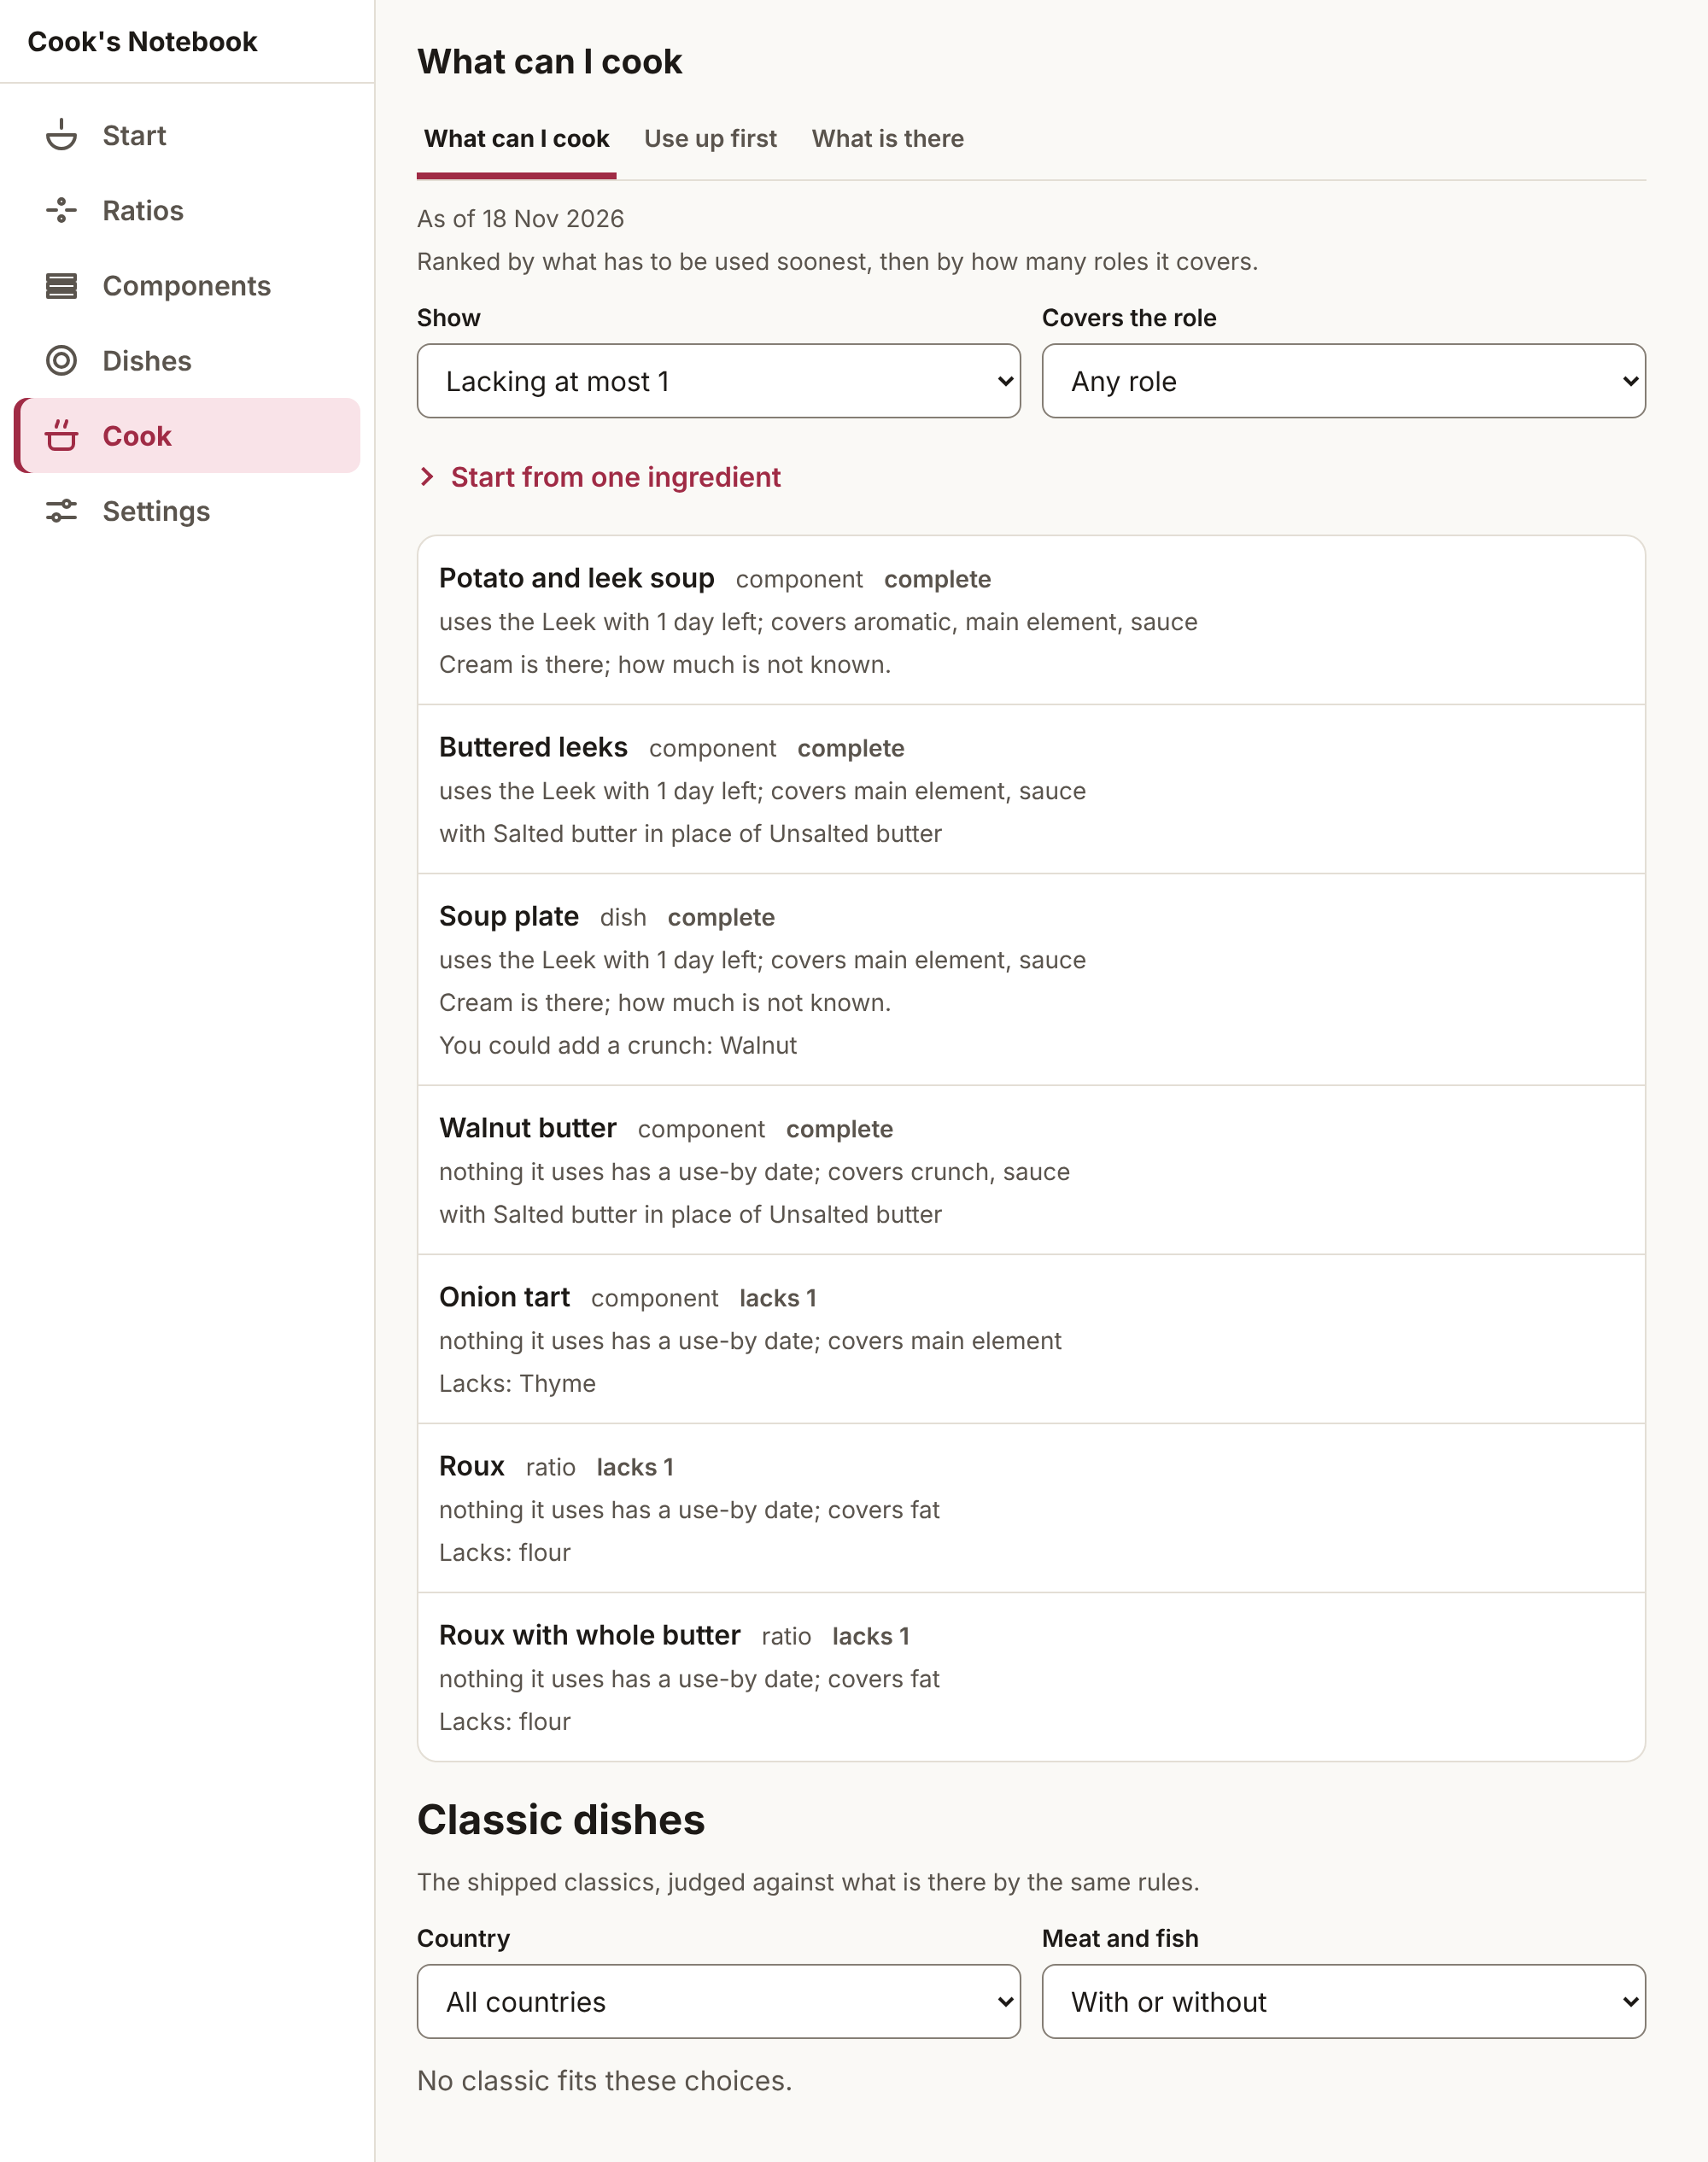 Cook's Notebook
Start
Ratios
Components
Dishes
Cook
Settings
What can I cook
What can I cook Use up first What is there
As of 18 Nov 2026
Ranked by what has to be used soonest, then by how many roles it covers.
Show Covers the role
Lacking at most 1 Any role
Start from one ingredient
Potato and leek soup component complete
uses the Leek with 1 day left; covers aromatic, main element, sauce
Cream is there; how much is not known.
Buttered leeks component complete
uses the Leek with 1 day left; covers main element, sauce
with Salted butter in place of Unsalted butter
Soup plate dish complete
uses the Leek with 1 day left; covers main element, sauce
Cream is there; how much is not known.
You could add a crunch: Walnut
Walnut butter component complete
nothing it uses has a use-by date; covers crunch, sauce
with Salted butter in place of Unsalted butter
Onion tart component lacks 1
nothing it uses has a use-by date; covers main element
Lacks: Thyme
Roux ratio lacks 1
nothing it uses has a use-by date; covers fat
Lacks: flour
Roux with whole butter ratio lacks 1
nothing it uses has a use-by date; covers fat
Lacks: flour
Classic dishes
The shipped classics, judged against what is there by the same rules.
Country Meat and fish
All countries With or without
No classic fits these choices.